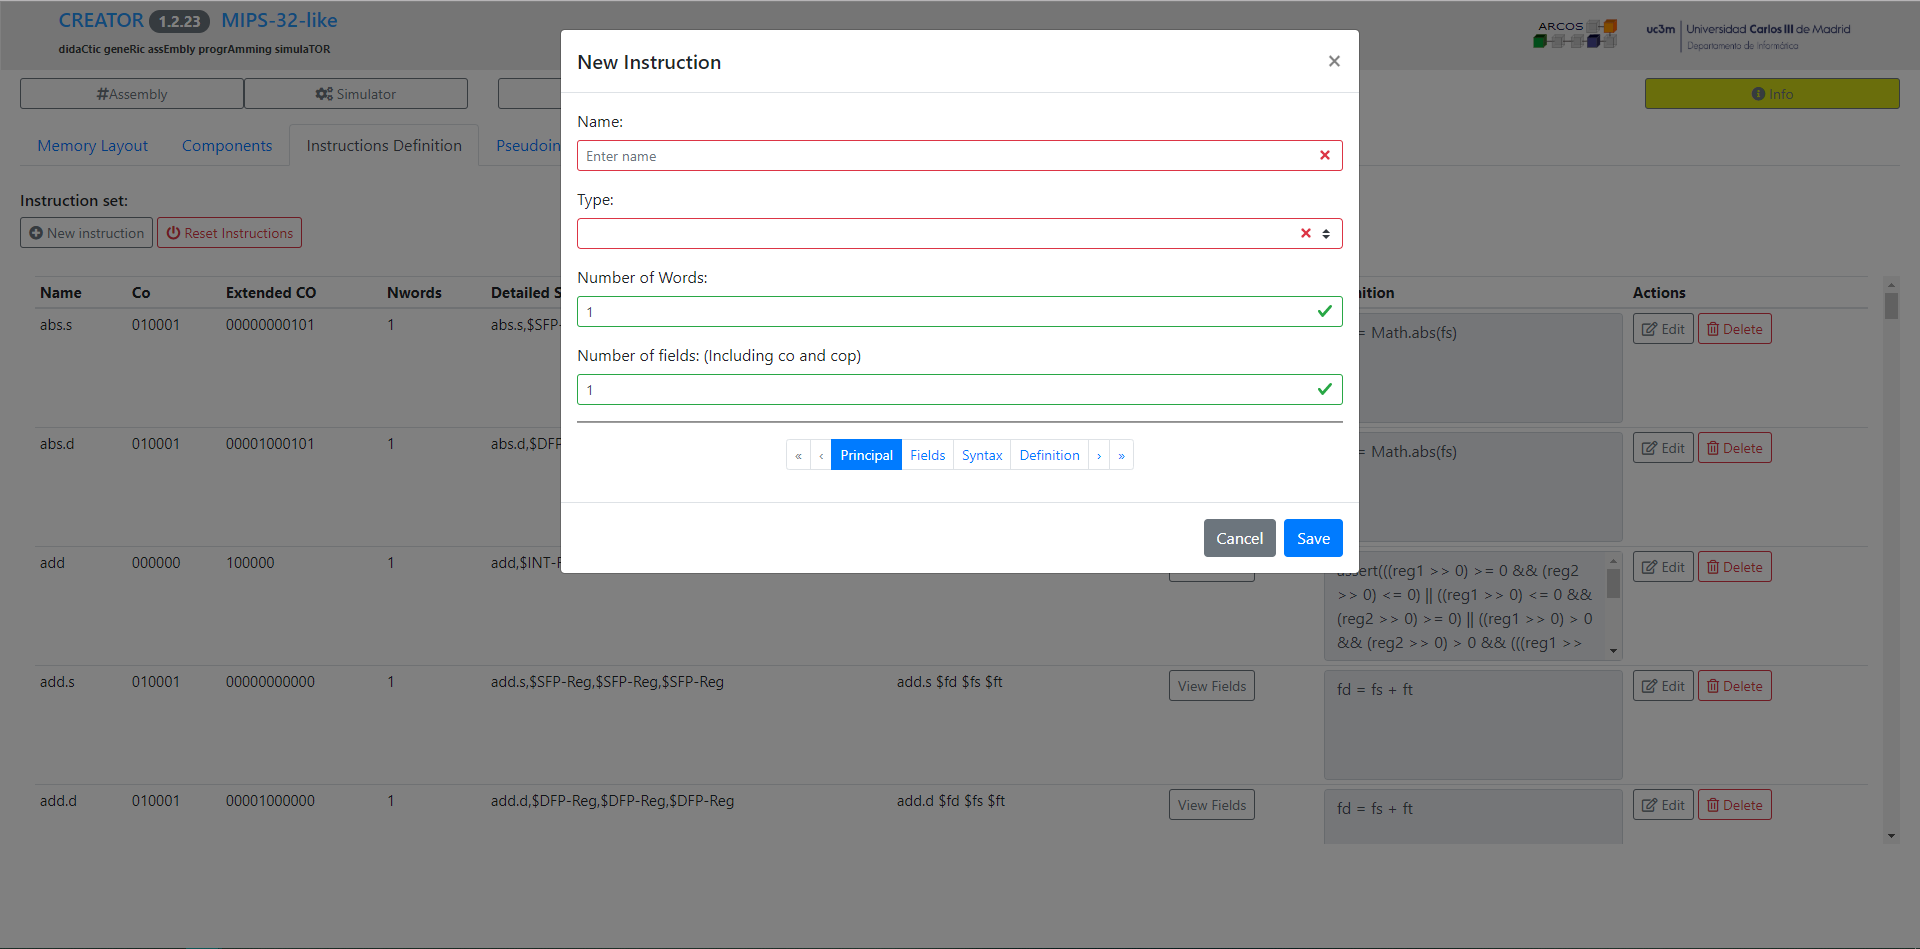 CREATOR 1.2.23 MIPS-32-like
didaCtic geneRic assEmbly progrAmming simulaTOR
ARCOS
uc3m Universidad Carlos III de Madrid
Departamento de Informática
#Assembly
Simulator
Info
Memory Layout
Components
Instructions Definition
Pseudoin
Instruction set:
New instruction
Reset Instructions
New Instruction
×
Name:
Enter name
Type:
Number of Words:
1
Number of fields: (Including co and cop)
1
« ‹ Principal Fields Syntax Definition › »
Cancel Save
Name Co Extended CO Nwords Detailed S nition Actions
abs.s 010001 00000000101 1 abs.s,$SFP- = Math.abs(fs) Edit Delete
abs.d 010001 00001000101 1 abs.d,$DFP = Math.abs(fs) Edit Delete
add 000000 100000 1 add,$INT-F Edit Delete
assert(((reg1 >> 0) >= 0 && (reg2
>> 0) <= 0) || ((reg1 >> 0) <= 0 &&
(reg2 >> 0) >= 0) || ((reg1 >> 0) > 0
&& (reg2 >> 0) > 0 && (((reg1 >>
add.s 010001 00000000000 1 add.s,$SFP-Reg,$SFP-Reg,$SFP-Reg add.s $fd $fs $ft View Fields fd = fs + ft Edit Delete
add.d 010001 00001000000 1 add.d,$DFP-Reg,$DFP-Reg,$DFP-Reg add.d $fd $fs $ft View Fields fd = fs + ft Edit Delete